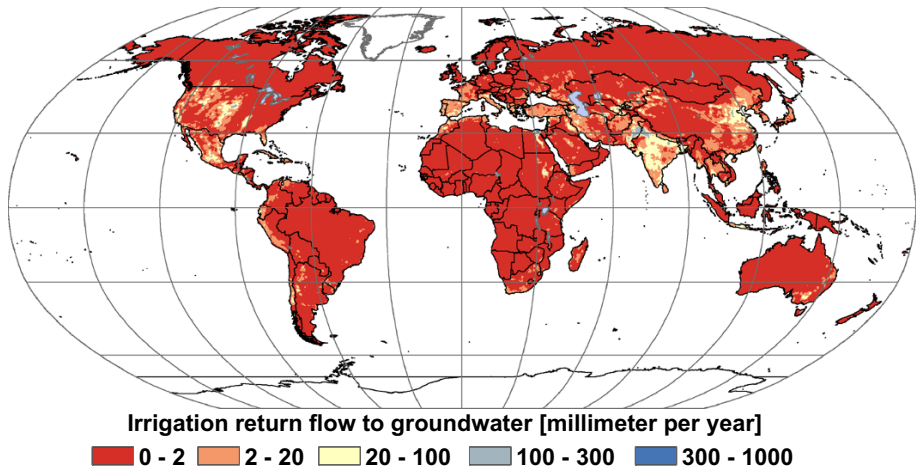 Irrigation return flow to groundwater [millimeter per year]
0 - 2 2 - 20 20 - 100 100 - 300 300 - 1000